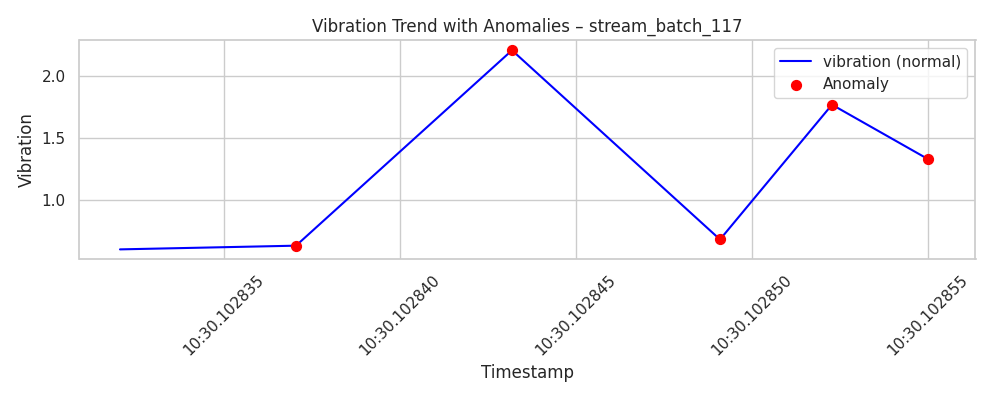 Vibration Trend with Anomalies – stream_batch_117
vibration (normal)
Anomaly
Vibration
2.0
1.5
1.0
10:30.102835
10:30.102840
10:30.102845
10:30.102850
10:30.102855
Timestamp